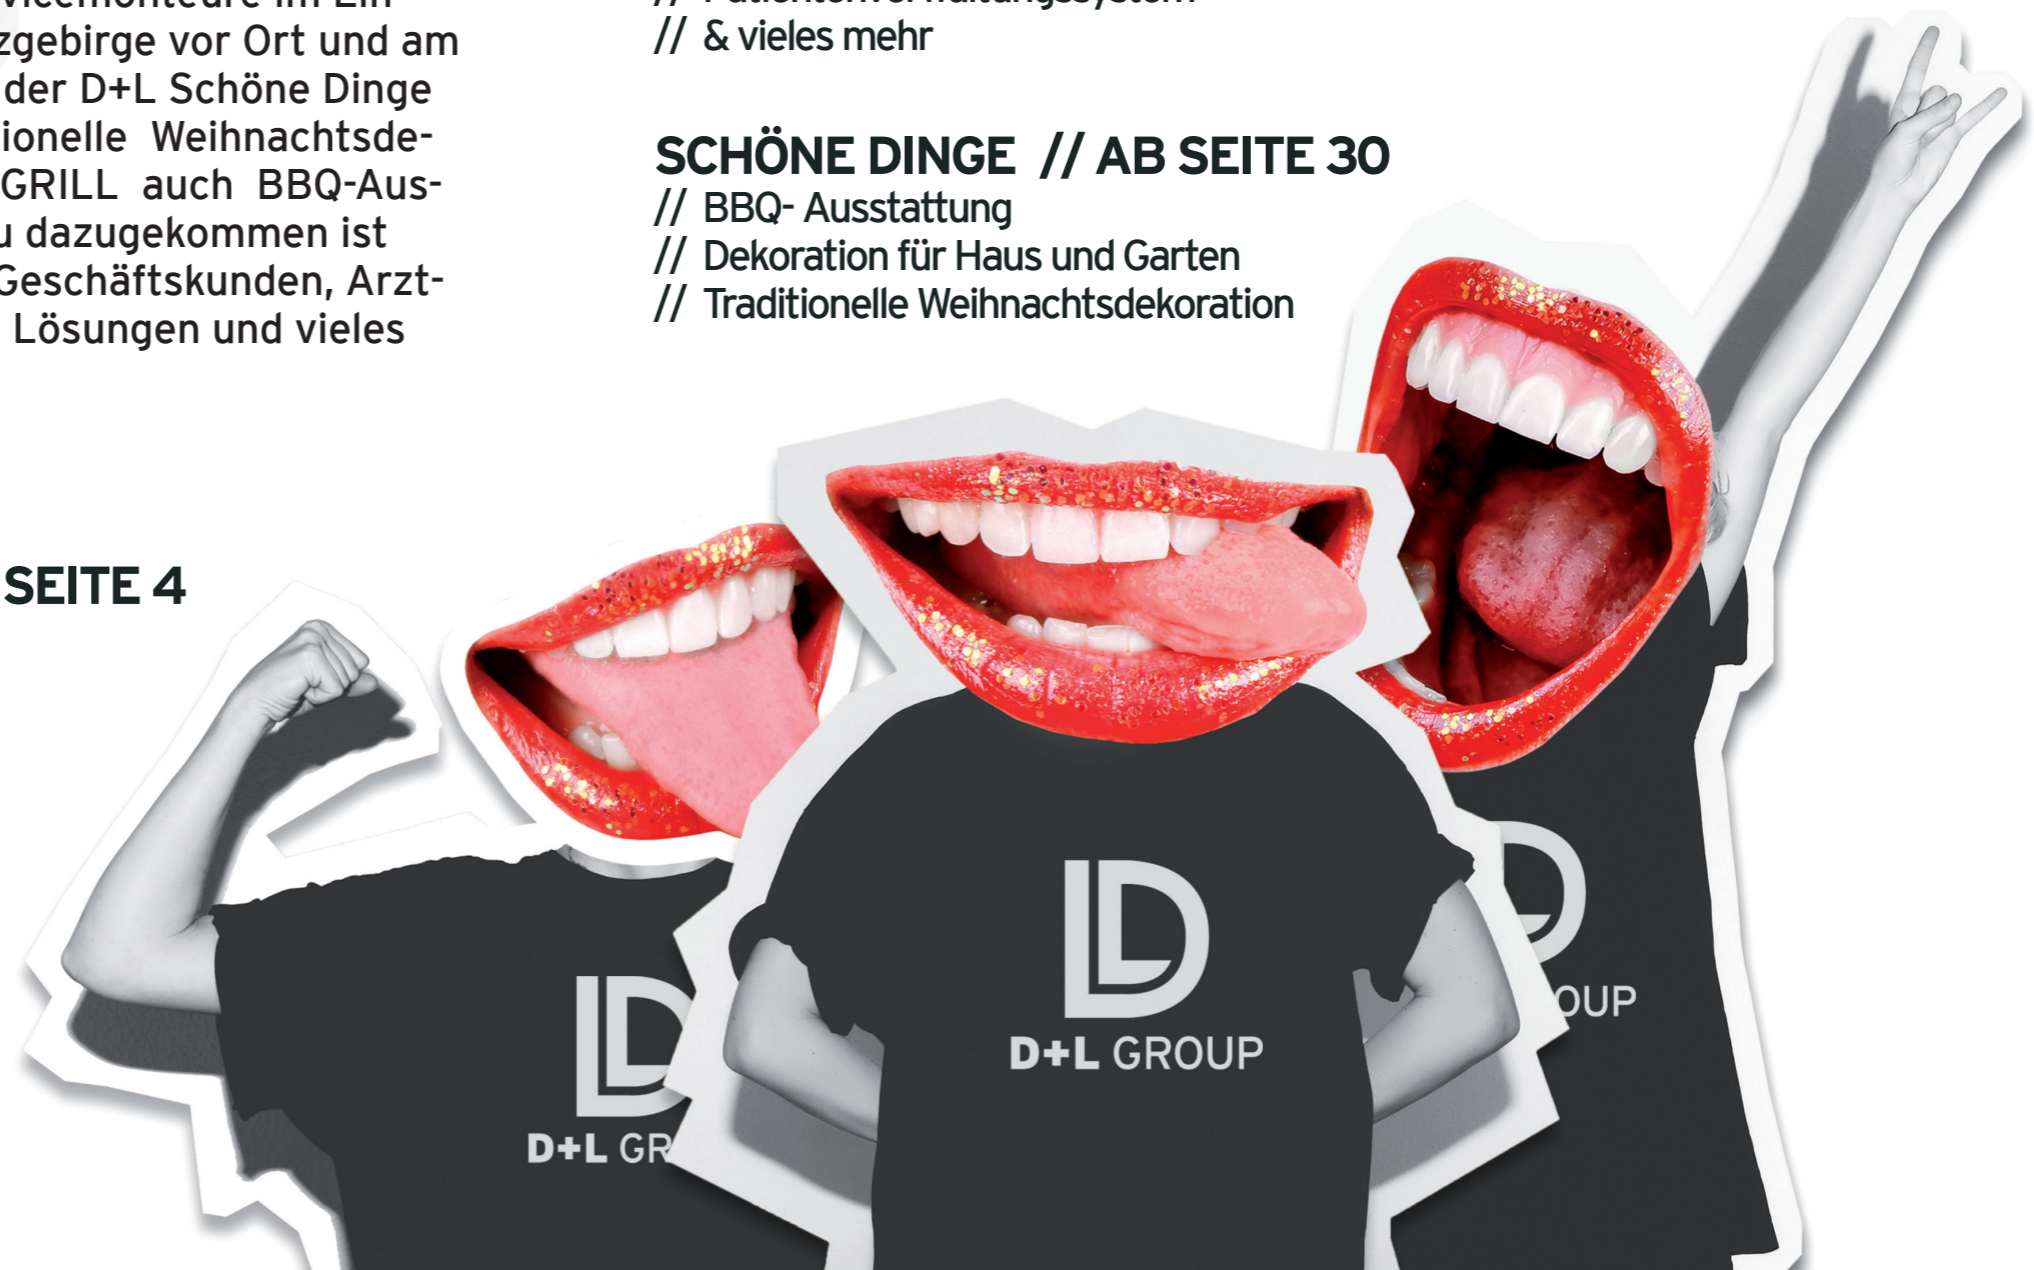 zgebirge vor Ort und am
der D+L Schöne Dinge
ionelle Weihnachtsde-
GRILL auch BBQ-Aus-
u dazugekommen ist
Geschäftskunden, Arzt-
Lösungen und vieles
SEITE 4
// Patientenverwaltungssystem
// & vieles mehr
SCHÖNE DINGE // AB SEITE 30
// BBQ- Ausstattung
// Dekoration für Haus und Garten
// Traditionelle Weihnachtsdekoration
D+L GR
D+L GROUP
OUP